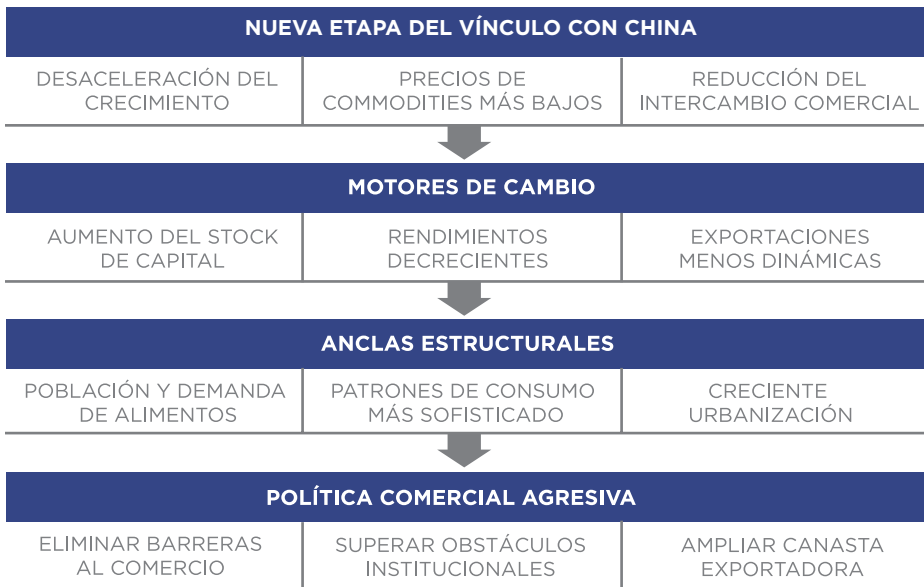 NUEVA ETAPA DEL VÍNCULO CON CHINA
DESACELERACIÓN DEL
CRECIMIENTO
PRECIOS DE
COMMODITIES MÁS BAJOS
REDUCCIÓN DEL
INTERCAMBIO COMERCIAL
MOTORES DE CAMBIO
AUMENTO DEL STOCK
DE CAPITAL
RENDIMIENTOS
DECRECIENTES
EXPORTACIONES
MENOS DINÁMICAS
ANCLAS ESTRUCTURALES
POBLACIÓN Y DEMANDA
DE ALIMENTOS
PATRONES DE CONSUMO
MÁS SOFISTICADO
CRECIENTE
URBANIZACIÓN
POLÍTICA COMERCIAL AGRESIVA
ELIMINAR BARRERAS
AL COMERCIO
SUPERAR OBSTÁCULOS
INSTITUCIONALES
AMPLIAR CANASTA
EXPORTADORA